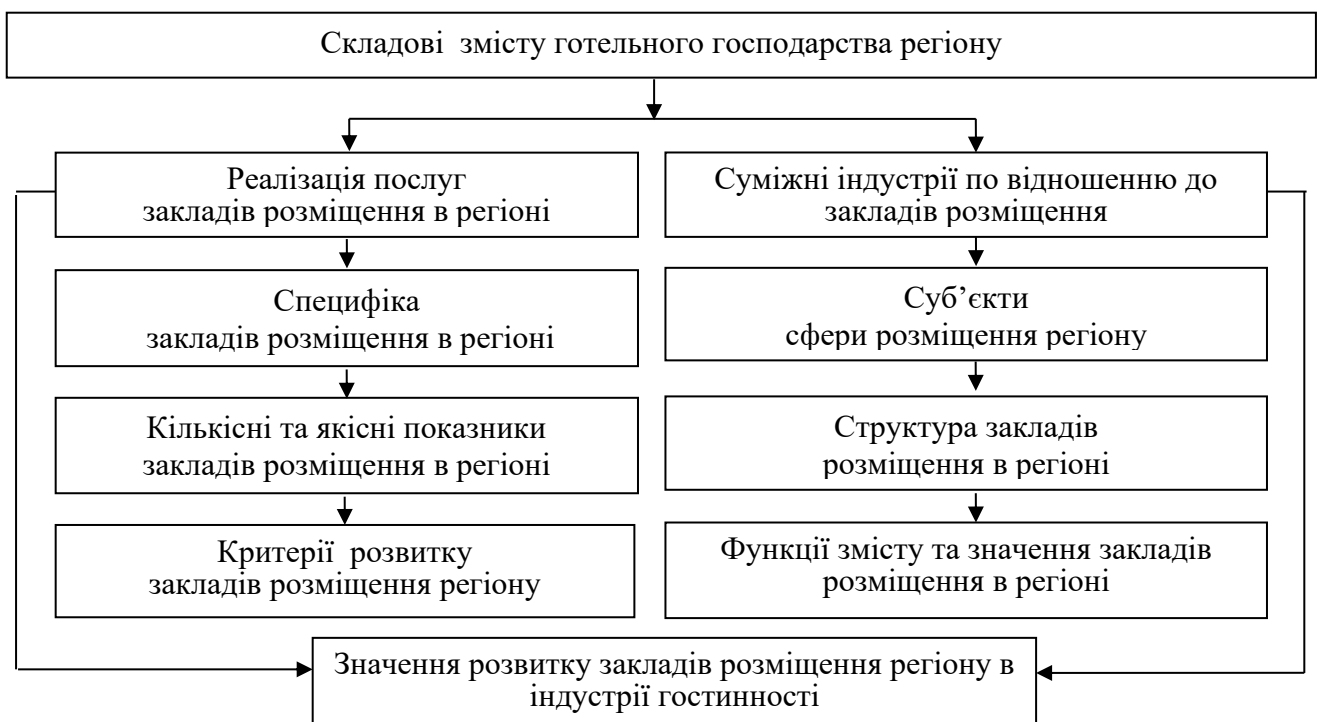 Складові змісту готельного господарства регіону
Реалізація послуг
закладів розміщення в регіоні
Суміжні індустрії по відношенню до
закладів розміщення
Специфіка
закладів розміщення в регіоні
Суб’єкти
сфери розміщення регіону
Кількісні та якісні показники
закладів розміщення в регіоні
Структура закладів
розміщення в регіоні
Критерії розвитку
закладів розміщення регіону
Функції змісту та значення закладів
розміщення в регіоні
Значення розвитку закладів розміщення регіону в
індустрії гостинності